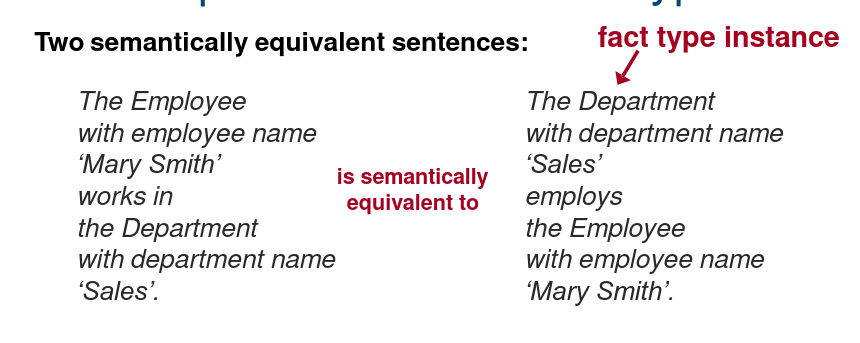 Two semantically equivalent sentences:
fact type instance
The Employee
with employee name
‘Mary Smith’
works in
the Department
with department name
‘Sales’.
is semantically
equivalent to
The Department
with department name
‘Sales’
employs
the Employee
with employee name
‘Mary Smith’.